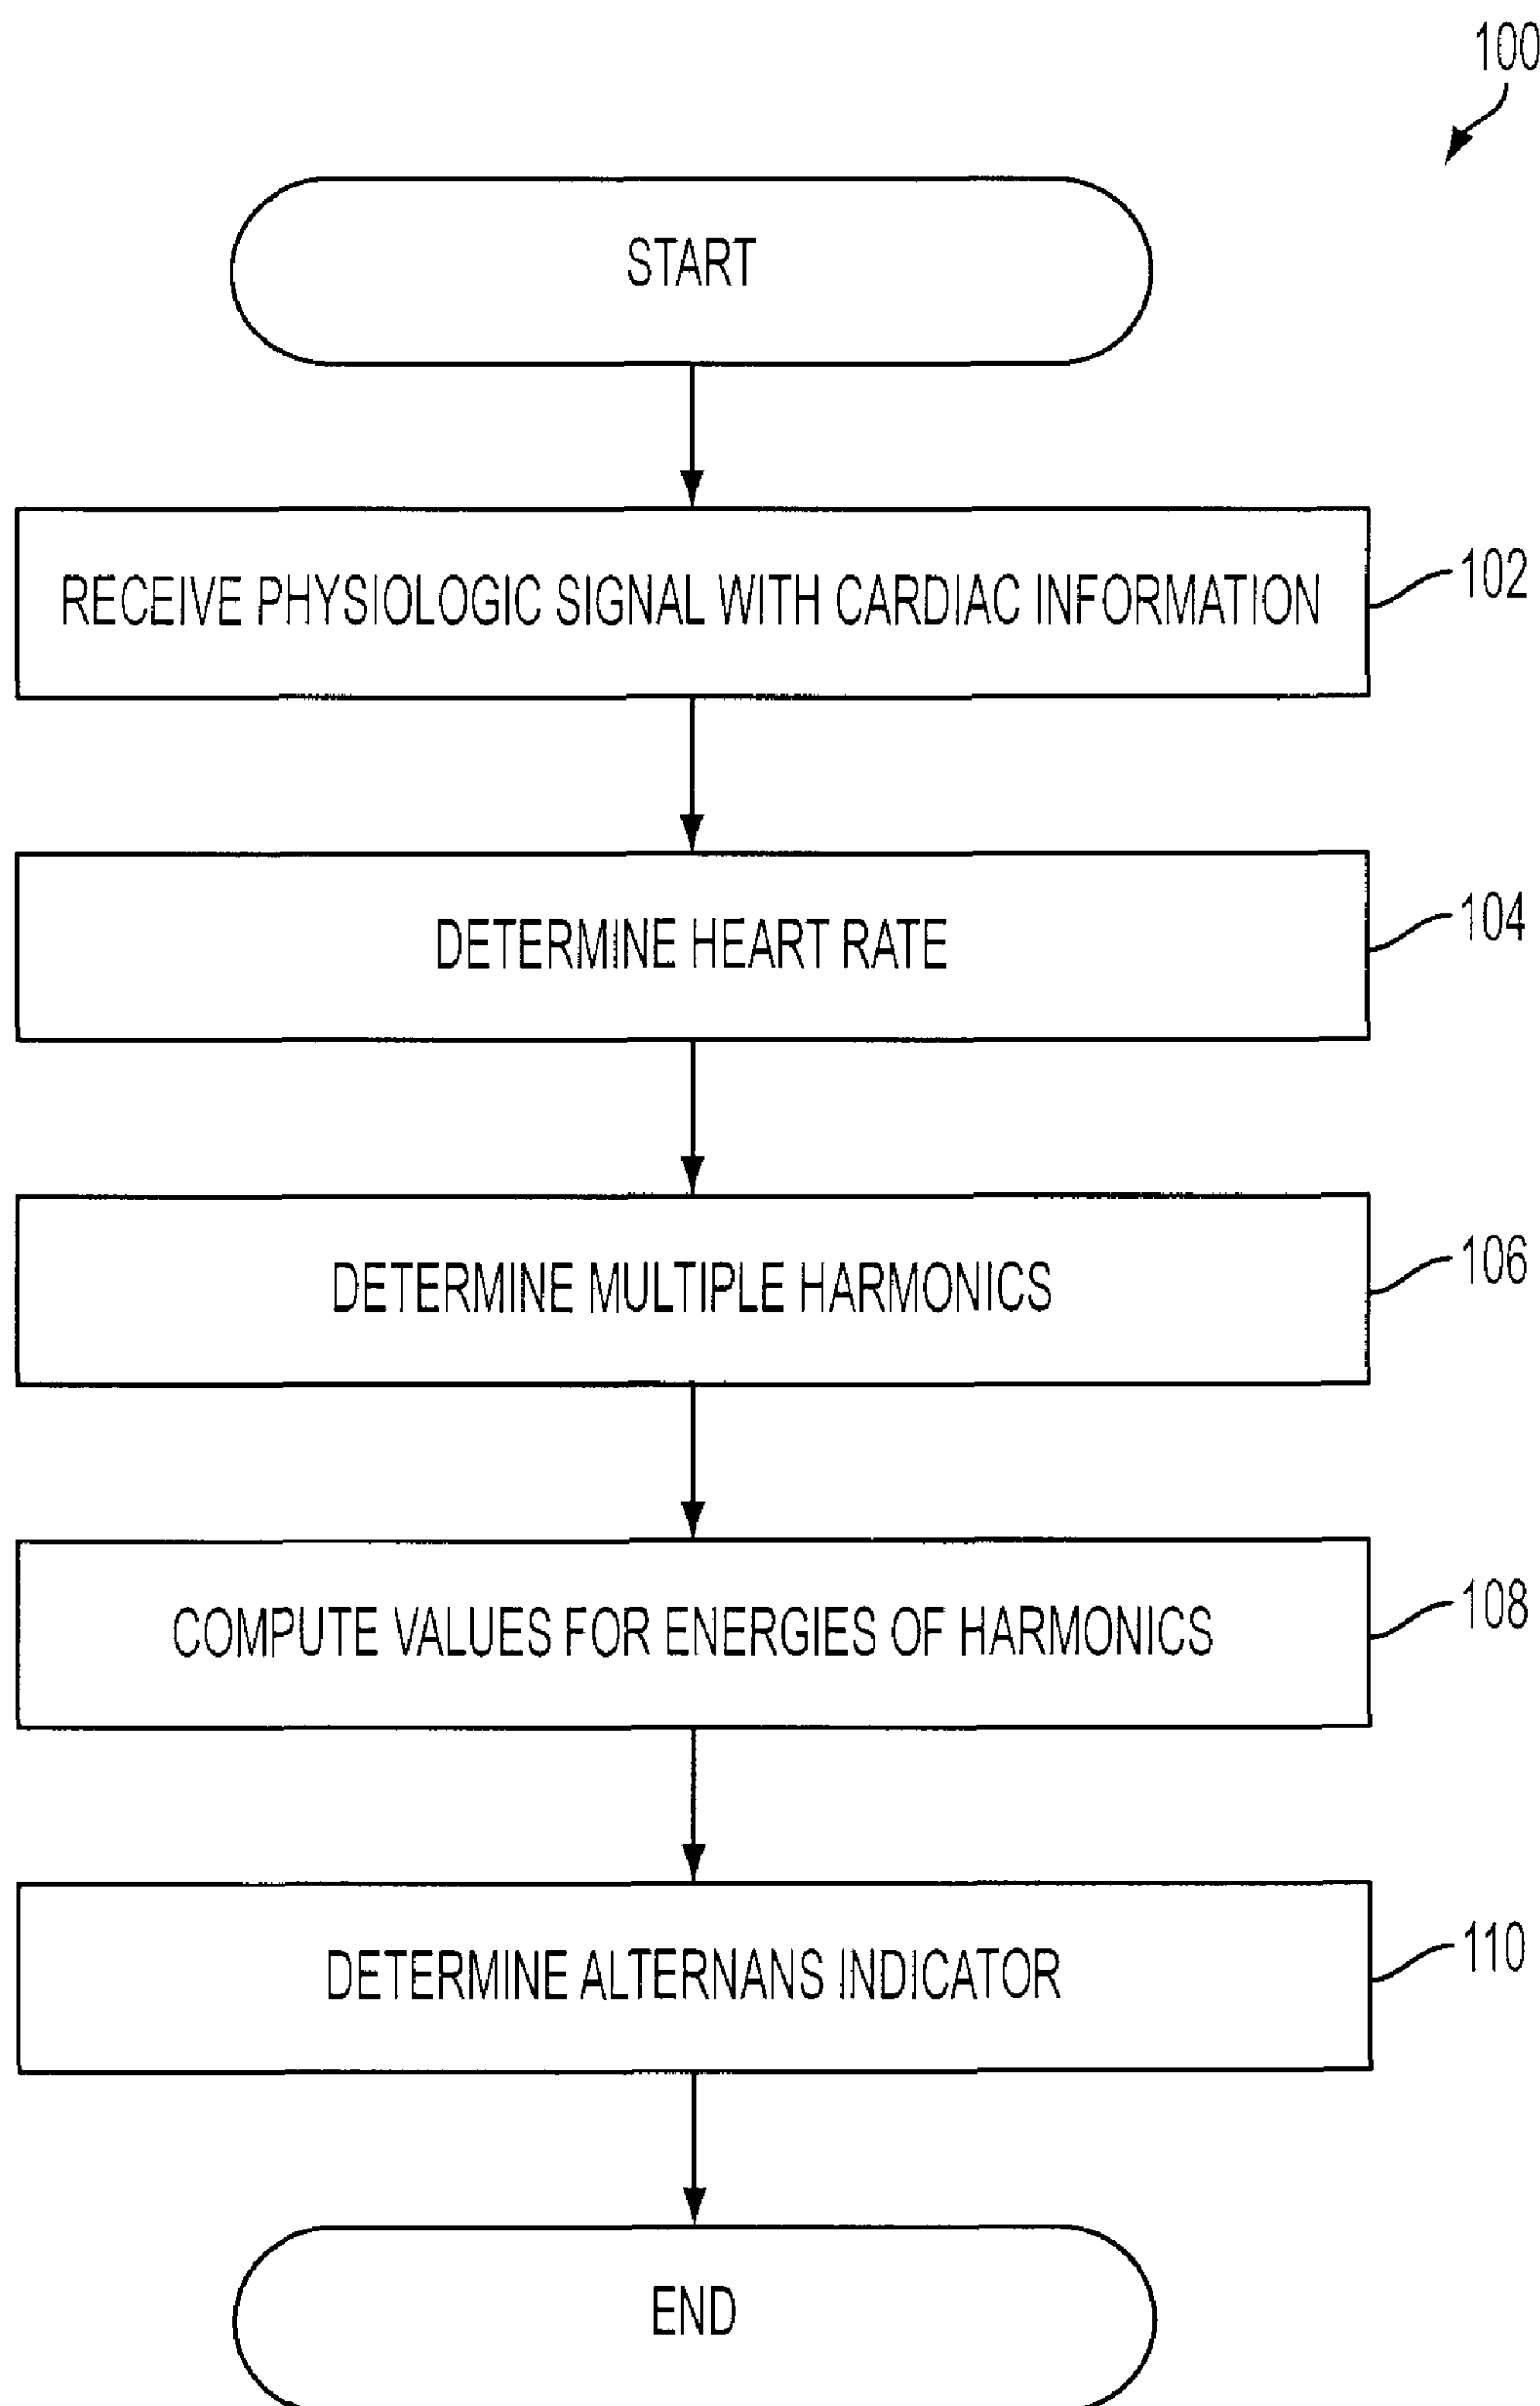 100
START
RECEIVE PHYSIOLOGIC SIGNAL WITH CARDIAC INFORMATION
102
DETERMINE HEART RATE
104
DETERMINE MULTIPLE HARMONICS
106
COMPUTE VALUES FOR ENERGIES OF HARMONICS
108
DETERMINE ALTERNANS INDICATOR
110
END